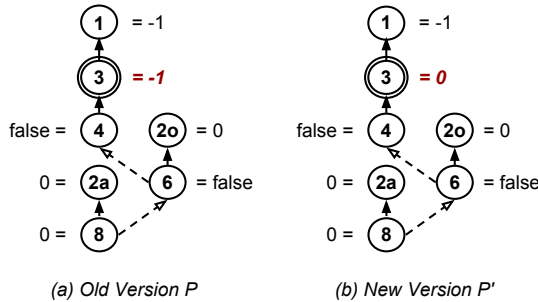 1 = -1 1 = -1
3 = -1 3 = 0
false = 4 2o = 0 false = 4 2o = 0
0 = 2a 6 = false 0 = 2a 6 = false
0 = 8 0 = 8
(a) Old Version P (b) New Version P'